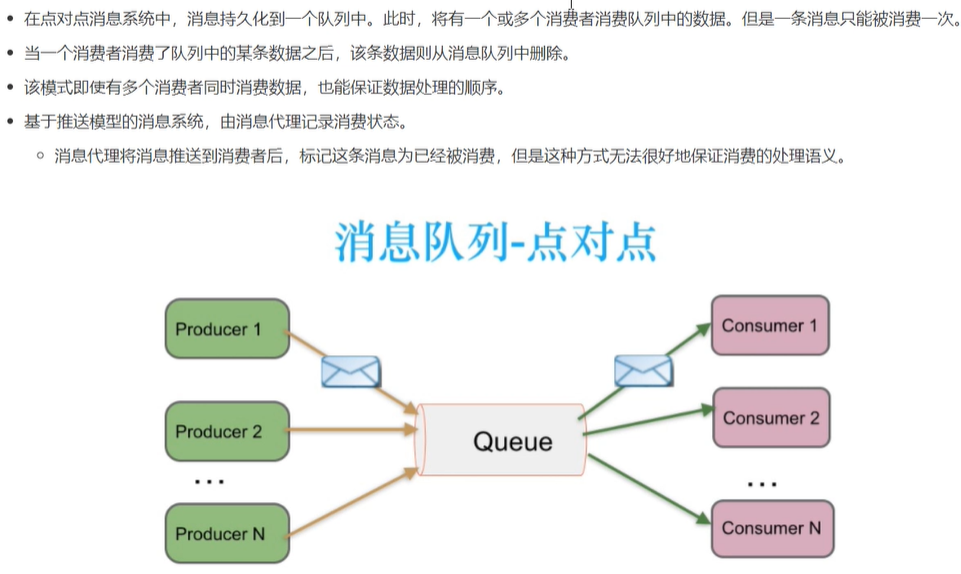 在点对点消息系统中，消息持久化到一个队列中。此时，将有一个或多个消费者消费队列中的数据。但是一条消息只能被消费一次。
当一个消费者消费了队列中的某条数据之后，该条数据则从消息队列中删除。
该模式即使有多个消费者同时消费数据，也能保证数据处理的顺序。
基于推送模型的消息系统，由消息代理记录消费状态。
消息代理将消息推送到消费者后，标记这条消息为已经被消费，但是这种方式无法很好地保证消费的处理语义。
消息队列-点对点
Producer 1
Consumer 1
Producer 2
Queue
Consumer 2
...
...
Producer N
Consumer N